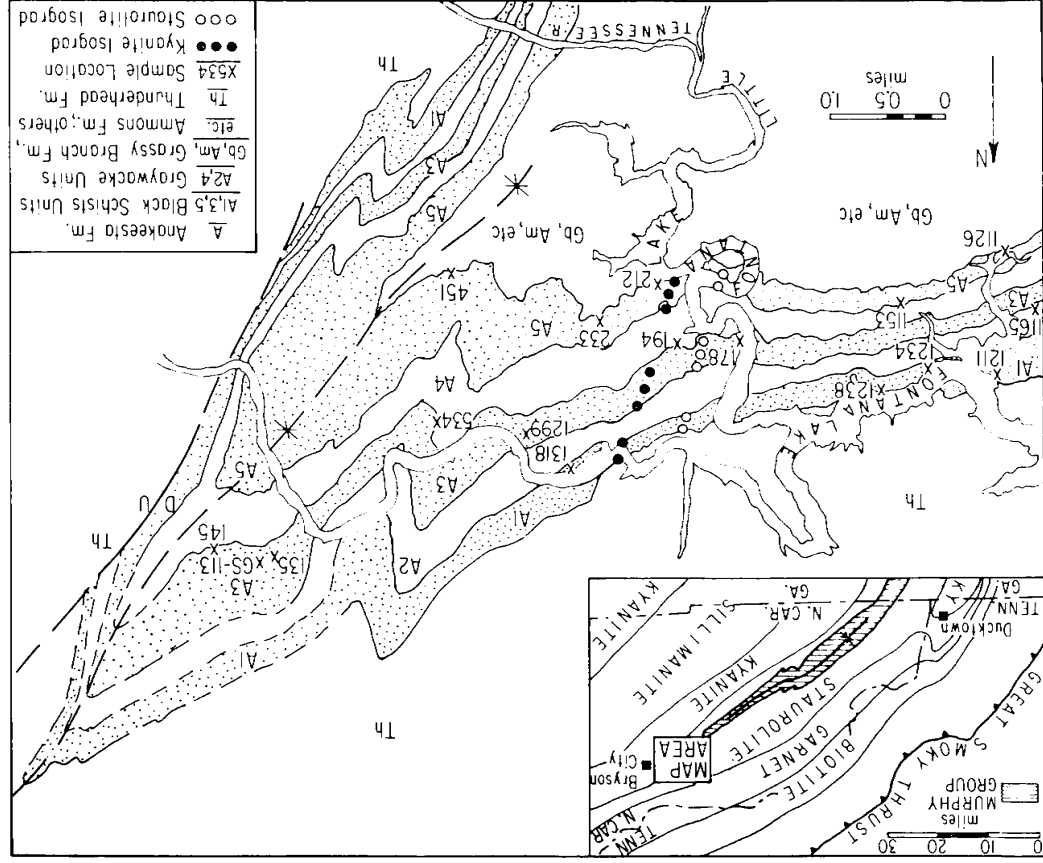 0 10 20 30
miles
MURPHY
GROUP
GREAT SMOKY THRUST
TENN
N. CAR.
Bryson
City
MAP
AREA
BIOTITE
GARNET
STAUROLITE
KYANITE
SILLIMANITE
KYANITE
KY
Ducktown
TENN
GA.
N. CAR.
GA.
Th
Th
Th
A1
A3
135
X GS-113
145
D U
A1
A2
A3
A5
Th
FONTANA LAKE
1318
1299
534
A4
1238
1211
A1
1234
1165
A3
1786
194
233
A5
451
1153
A5
1126
212
FONTANA LAKE
Gb, Am, etc
Gb, Am, etc
A5
A3
A1
Th
N
0 0.5 1.0
miles
LITTLE
TENNESSEE R.
A Anakeesta Fm.
A1,3,5 Black Schists Units
A2,4 Graywacke Units
Gb, Am, Grassy Branch Fm.,
etc. Ammons Fm.; others
Th Thunderhead Fm.
X534 Sample Location
Kyanite Isograd
Staurolite Isograd